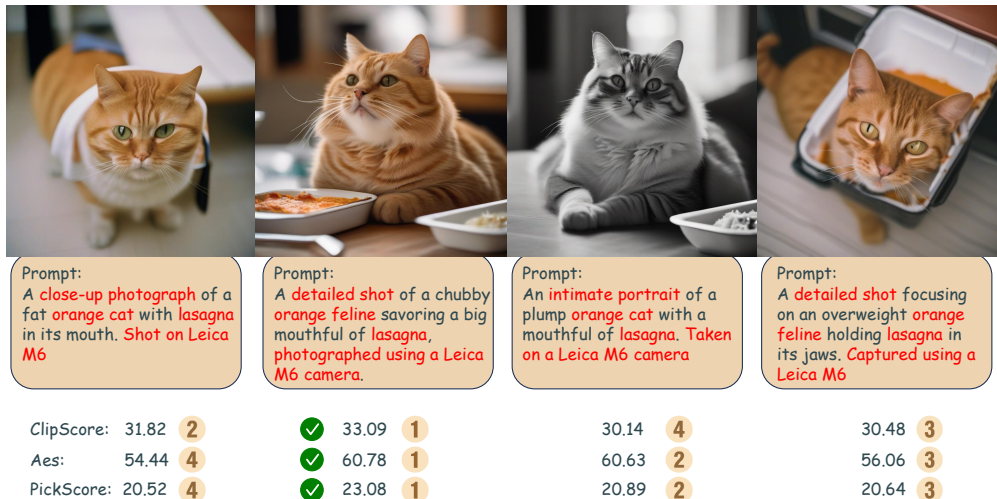 Prompt:
A close-up photograph of a
fat orange cat with lasagna
in its mouth. Shot on Leica
M6
Prompt:
A detailed shot of a chubby
orange feline savoring a big
mouthful of lasagna,
photographed using a Leica
M6 camera.
Prompt:
An intimate portrait of a
plump orange cat with a
mouthful of lasagna. Taken
on a Leica M6 camera
Prompt:
A detailed shot focusing
on an overweight orange
feline holding lasagna in
its jaws. Captured using a
Leica M6
ClipScore: 31.82 2 33.09 1 30.14 4 30.48 3
Aes: 54.44 4 60.78 1 60.63 2 56.06 3
PickScore: 20.52 4 23.08 1 20.89 2 20.64 3